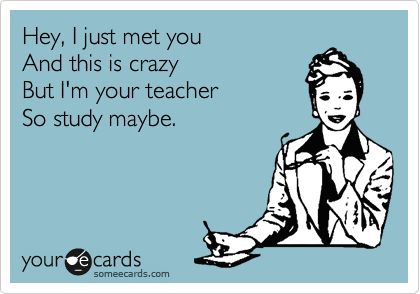 Hey, I just met you
And this is crazy
But I'm your teacher
So study maybe.
your e cards
someecards.com